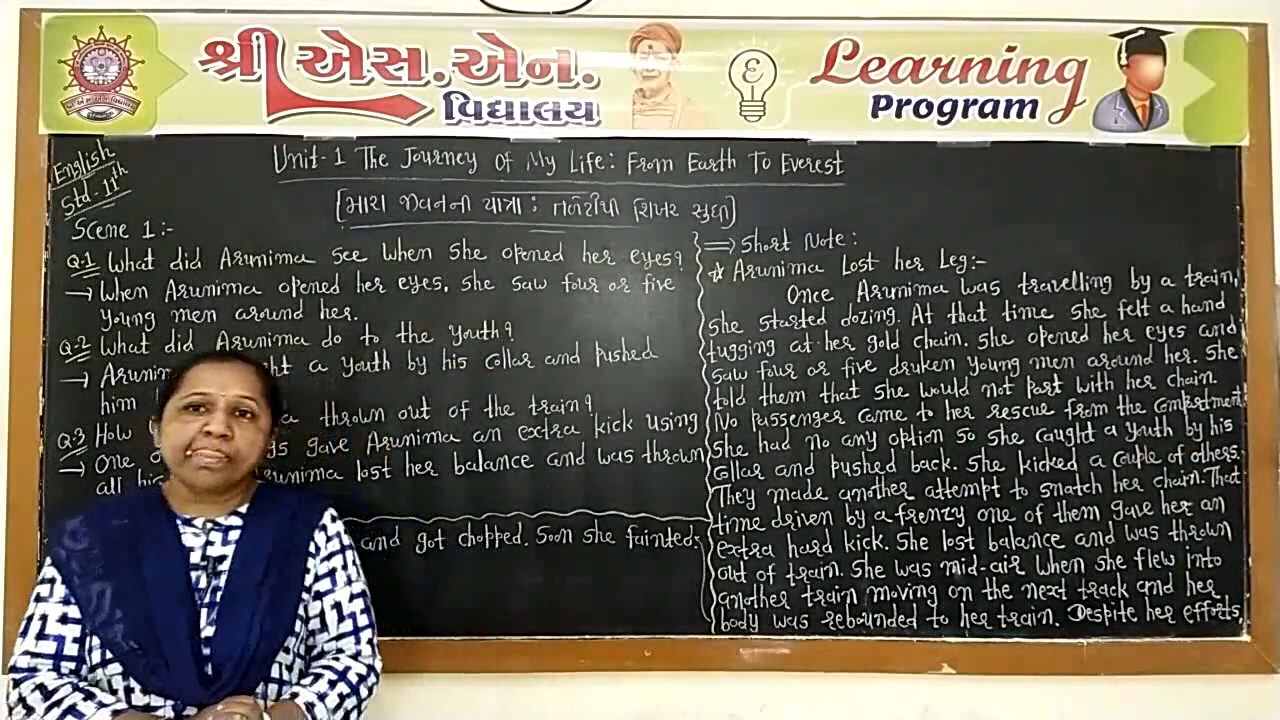 શ્રી એસ.એન.
વિદ્યાલય
Learning
Program
English
Std-11th
Unit-1 The Journey Of My Life: From Earth To Everest
[મારા જીવનની યાત્રા : તળેટીથી શિખર સુધી]
Scene 1:-
Q.1 What did Arunima see when she opened her eyes?
→ When Arunima opened her eyes, she saw four or five
young men around her.
Q.2 What did Arunima do to the youth?
→ a youth by his collar and pushed
him
Q.3 How thrown out of the train?
→ One gave Arunima an extra kick using
all lost her balance and was thrown
and got chopped. Soon she fainted.
⇒ Short Note:
☆ Arunima Lost her Leg:-
Once Arunima was travelling by a train,
she started dozing. At that time she felt a hand
tugging at her gold chain. She opened her eyes and
saw four or five druken young men around her. She
told them that she would not part with her chain.
No passenger came to her rescue from the compartment.
She had no any option so she caught a youth by his
collar and pushed back. She kicked a couple of others.
They made another attempt to snatch her chain. That
time driven by a frenzy one of them gave her an
extra hard kick. She lost balance and was thrown
out of train. She was mid-air when she flew into
another train moving on the next track and her
body was rebounded to her train. Despite her efforts,